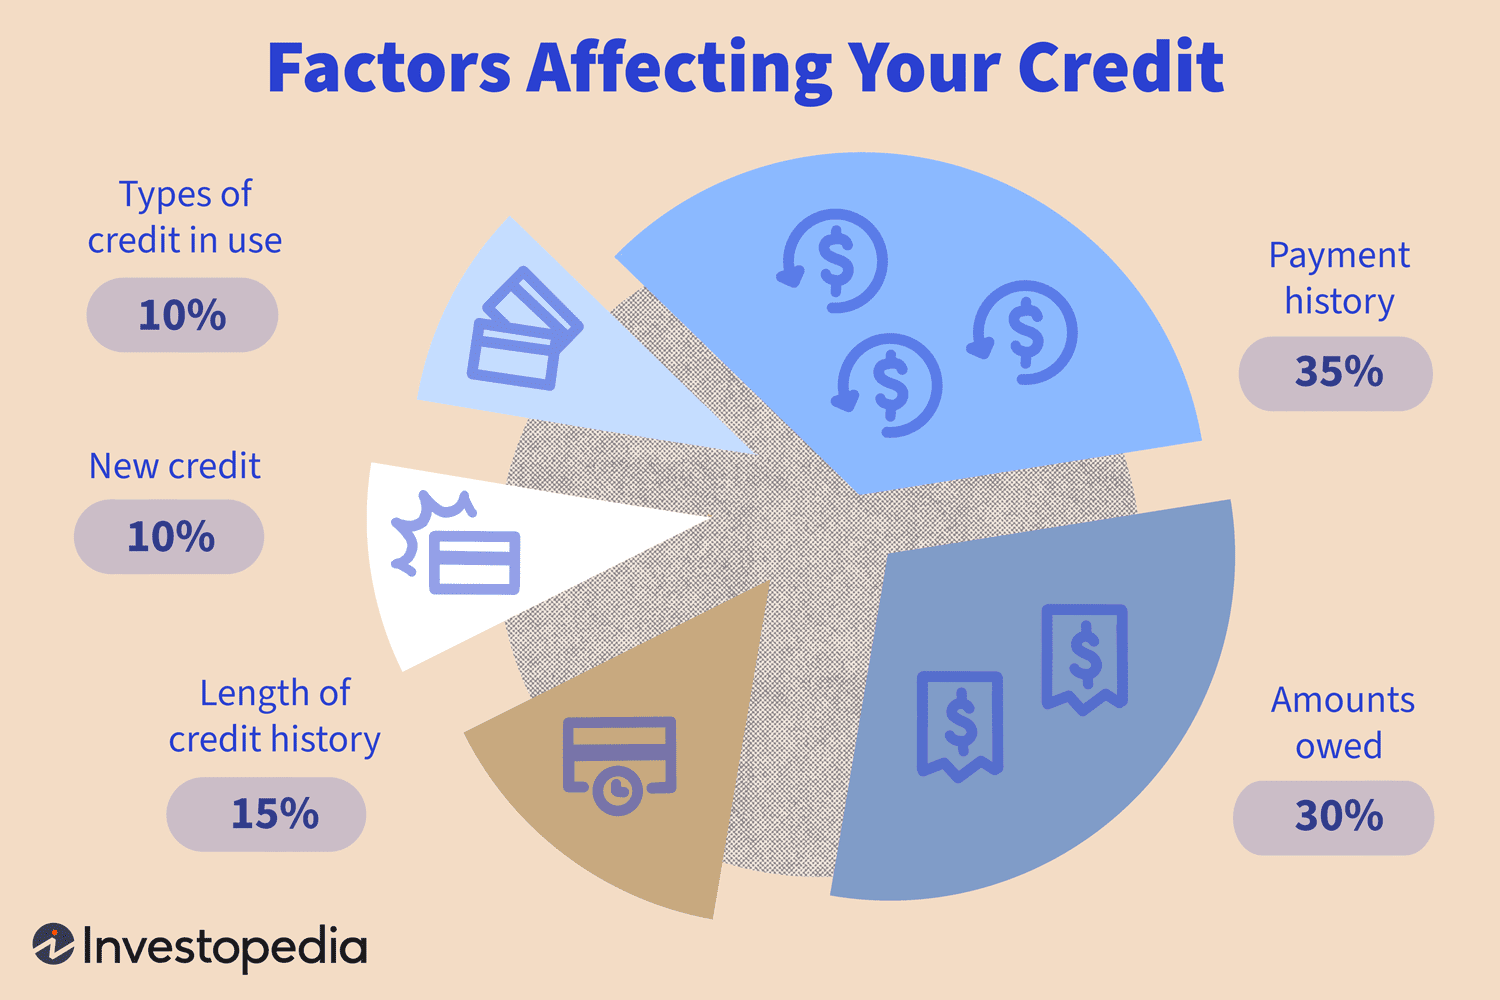 Factors Affecting Your Credit
Types of
credit in use
10%
New credit
10%
Length of
credit history
15%
Payment
history
35%
Amounts
owed
30%
$
$
$
$
$
Investopedia